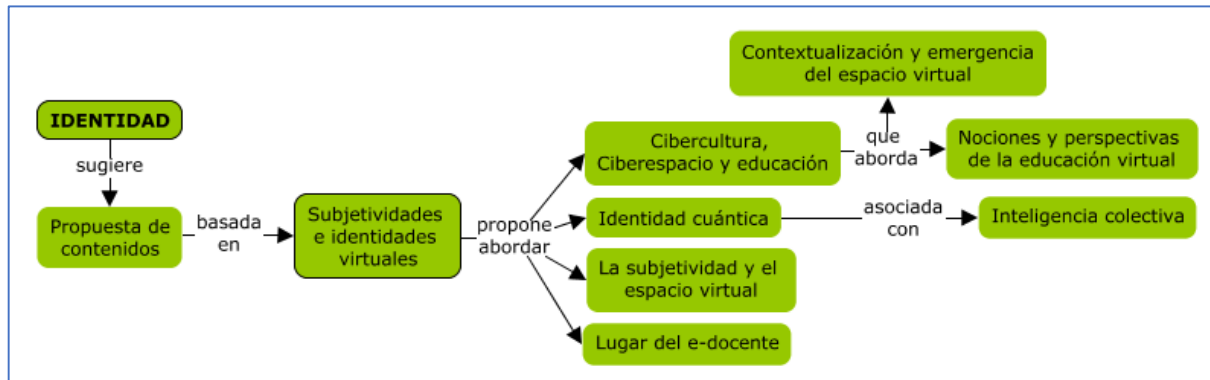 IDENTIDAD
sugiere
Propuesta de
contenidos
basada
en
Subjetividades
e identidades
virtuales
propone
abordar
Cibercultura,
Ciberespacio y educación
que
aborda
Contextualización y emergencia
del espacio virtual
Nociones y perspectivas
de la educación virtual
Identidad cuántica
asociada
con
Inteligencia colectiva
La subjetividad y el
espacio virtual
Lugar del e-docente